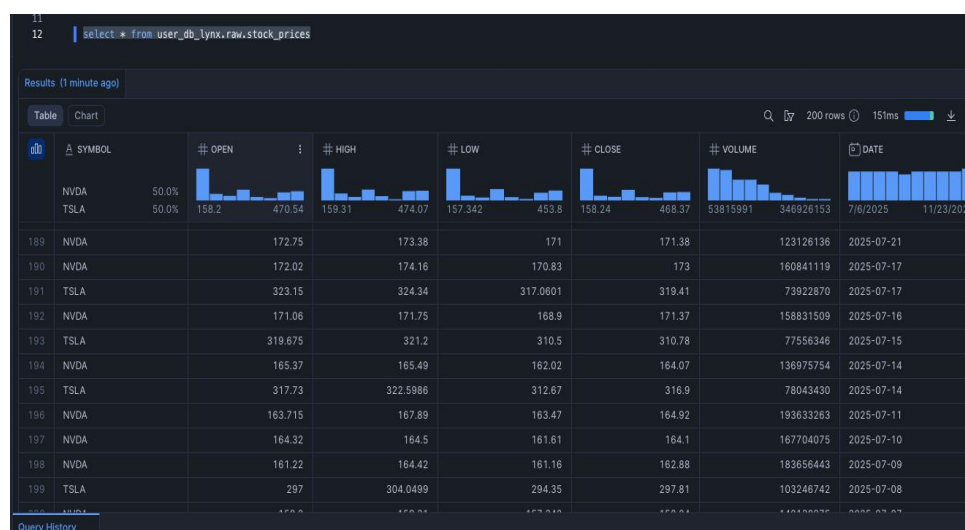 11
12 select * from user_db_lynx.raw.stock_prices
Results (1 minute ago)
Table Chart 200 rows 151ms
A SYMBOL # OPEN # HIGH # LOW # CLOSE # VOLUME DATE
NVDA 50.0%
TSLA 50.0% 158.2 470.54 159.31 474.07 157.342 453.8 158.24 468.37 53815991 346926153 7/6/2025
189 NVDA 172.75 173.38 171 171.38 123126136 2025-07-21
190 NVDA 172.02 174.16 170.83 173 160841119 2025-07-17
191 TSLA 323.15 324.34 317.0601 319.41 73922870 2025-07-17
192 NVDA 171.06 171.75 168.9 171.37 158831509 2025-07-16
193 TSLA 319.675 321.2 310.5 310.78 77556346 2025-07-15
194 NVDA 165.37 165.49 162.02 164.07 136975754 2025-07-14
195 TSLA 317.73 322.5986 312.67 316.9 78043430 2025-07-14
196 NVDA 163.715 167.89 163.47 164.92 193633263 2025-07-11
197 NVDA 164.32 164.5 161.61 164.1 167704075 2025-07-10
198 NVDA 161.22 164.42 161.16 162.88 183656443 2025-07-09
199 TSLA 297 304.0499 294.35 297.81 103246742 2025-07-08
Query History